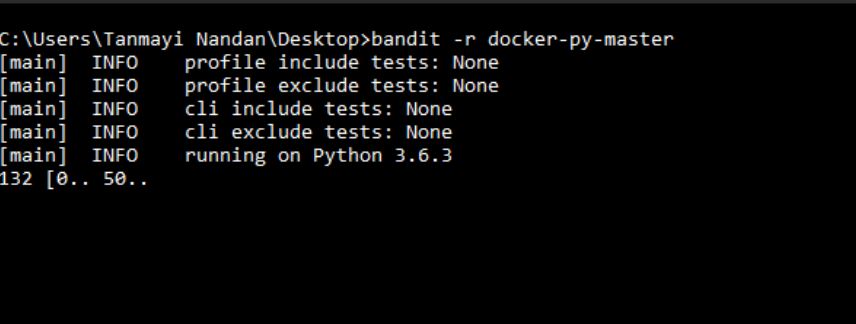 C:\Users\Tanmayi Nandan\Desktop>bandit -r docker-py-master
[main]  INFO    profile include tests: None
[main]  INFO    profile exclude tests: None
[main]  INFO    cli include tests: None
[main]  INFO    cli exclude tests: None
[main]  INFO    running on Python 3.6.3
132 [0.. 50..